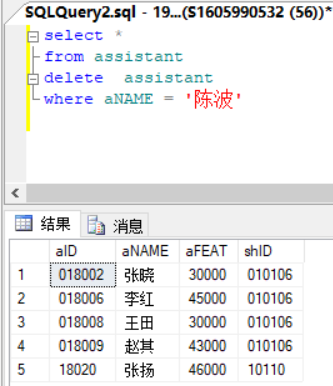 SQLQuery2.sql - 19...(S1605990532 (56))*
select *
from assistant
delete  assistant
where aNAME = '陈波'
结果 消息
aID aNAME aFEAT shID
1 018002 张晓 30000 010106
2 018006 李红 45000 010106
3 018008 王田 30000 010106
4 018009 赵其 43000 010106
5 18020 张扬 46000 10110